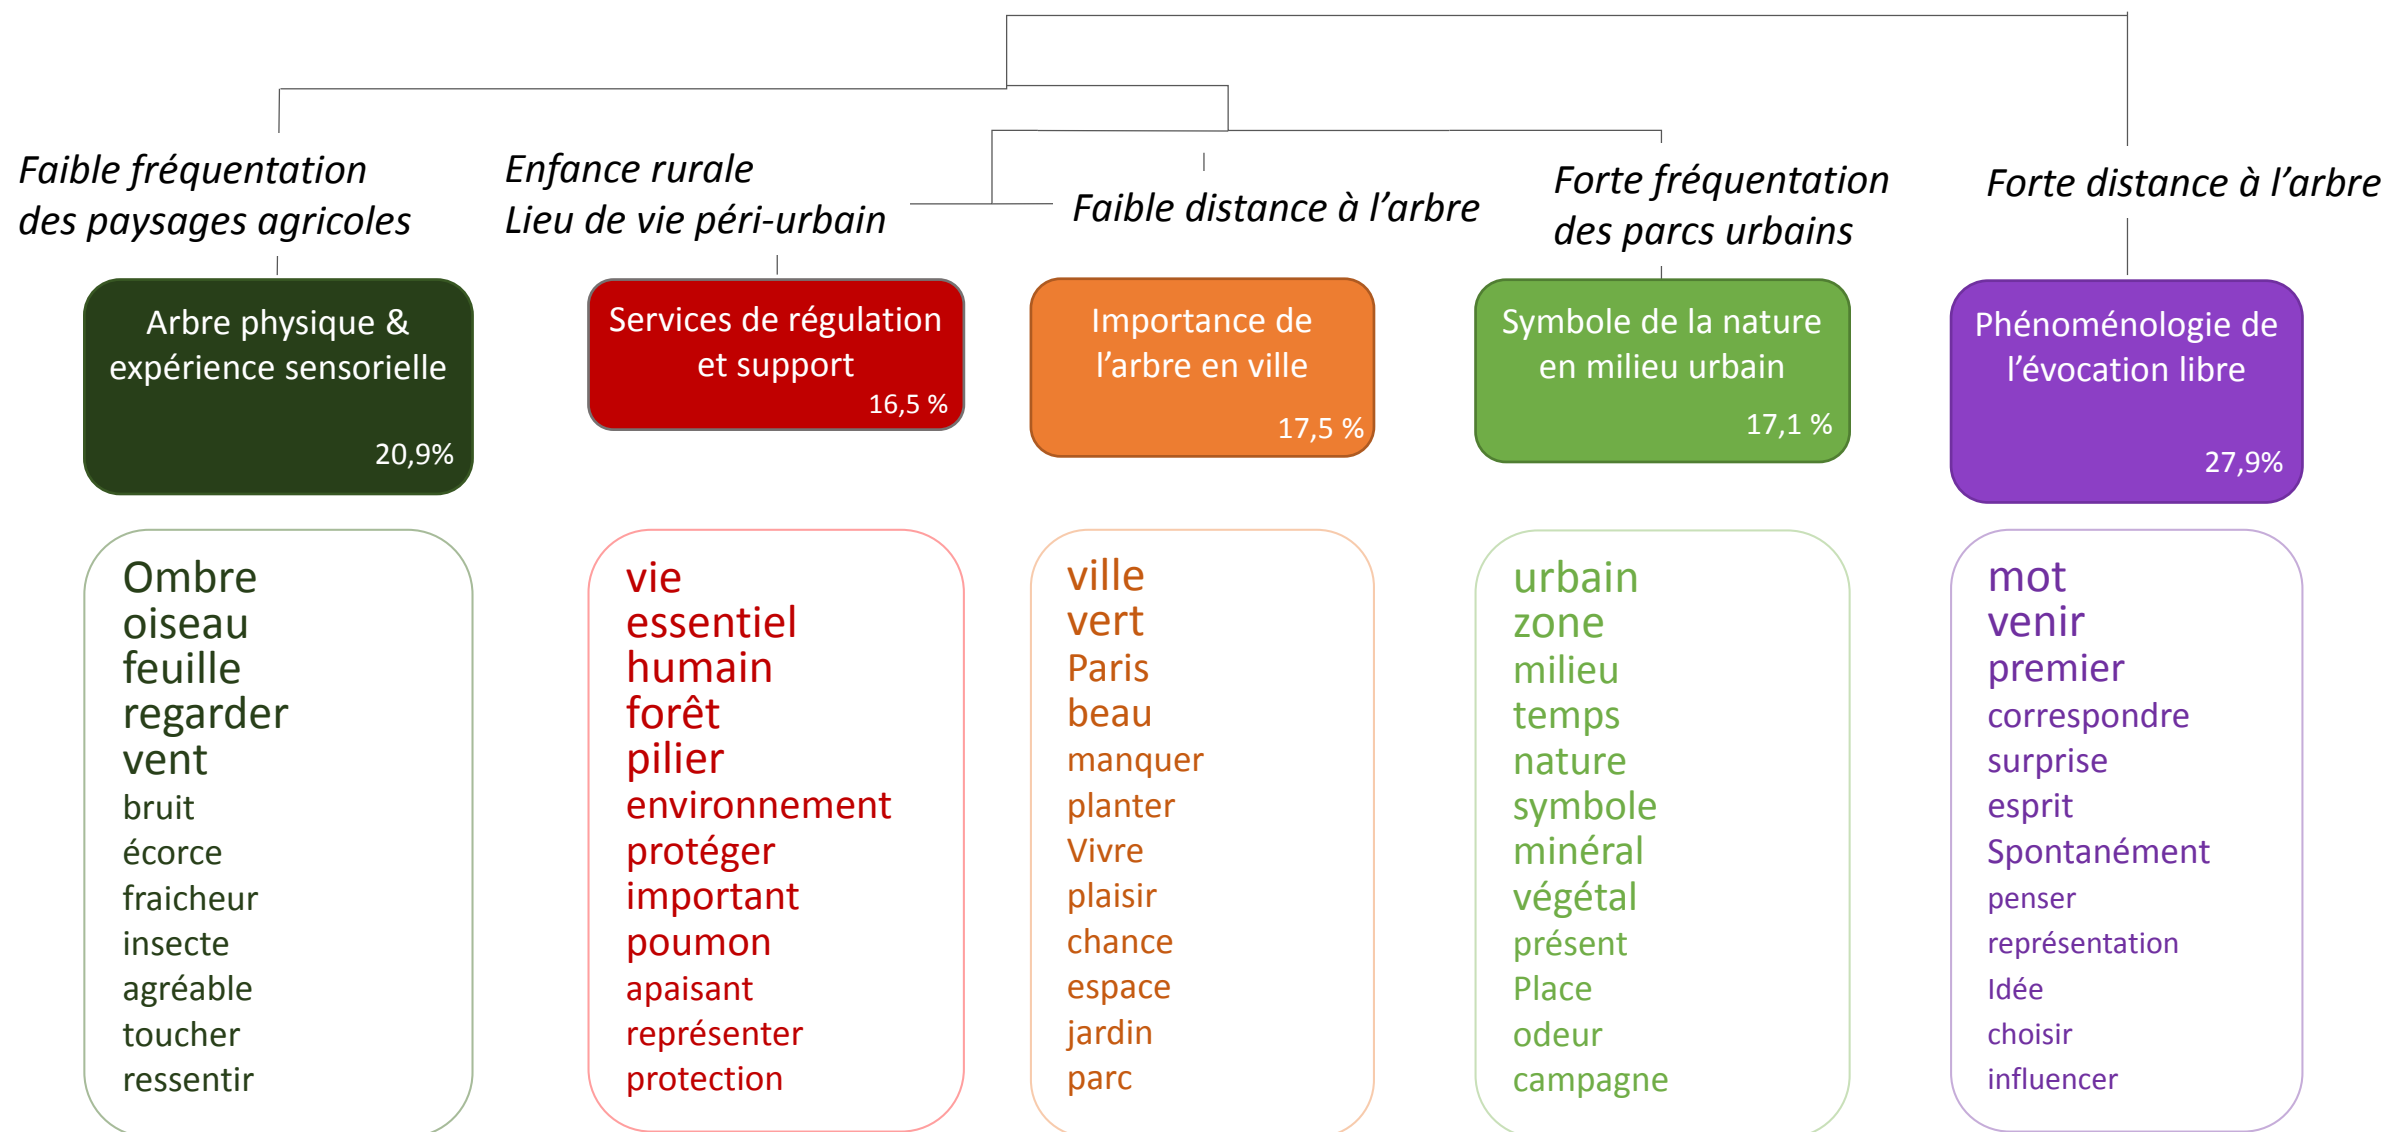 Faible fréquentation
des paysages agricoles
Enfance rurale
Lieu de vie péri-urbain
Faible distance à l’arbre
Forte fréquentation
des parcs urbains
Forte distance à l’arbre
Arbre physique &
expérience sensorielle
20,9%
Services de régulation
et support
16,5 %
Importance de
l’arbre en ville
17,5 %
Symbole de la nature
en milieu urbain
17,1 %
Phénoménologie de
l’évocation libre
27,9%
Ombre
oiseau
feuille
regarder
vent
bruit
écorce
fraicheur
insecte
agréable
toucher
ressentir
vie
essentiel
humain
forêt
pilier
environnement
protéger
important
poumon
apaisant
représenter
protection
ville
vert
Paris
beau
manquer
planter
Vivre
plaisir
chance
espace
jardin
parc
urbain
zone
milieu
temps
nature
symbole
minéral
végétal
présent
Place
odeur
campagne
mot
venir
premier
correspondre
surprise
esprit
Spontanément
penser
représentation
Idée
choisir
influencer